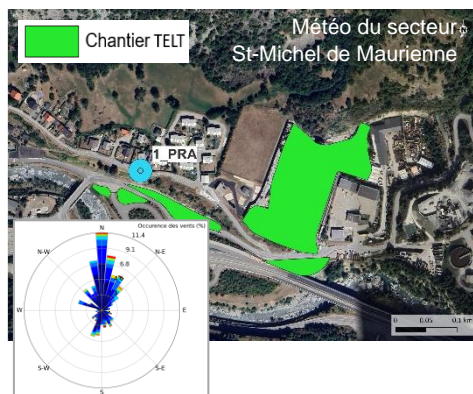 Chantier TELT
Météo du secteur
St-Michel de Maurienne
1_PRA
Occurence des vents (%)
N
11.4
9.1
6.8
N-W
N-E
W
E
S-W
S-E
S
0 0.05 0.1 km